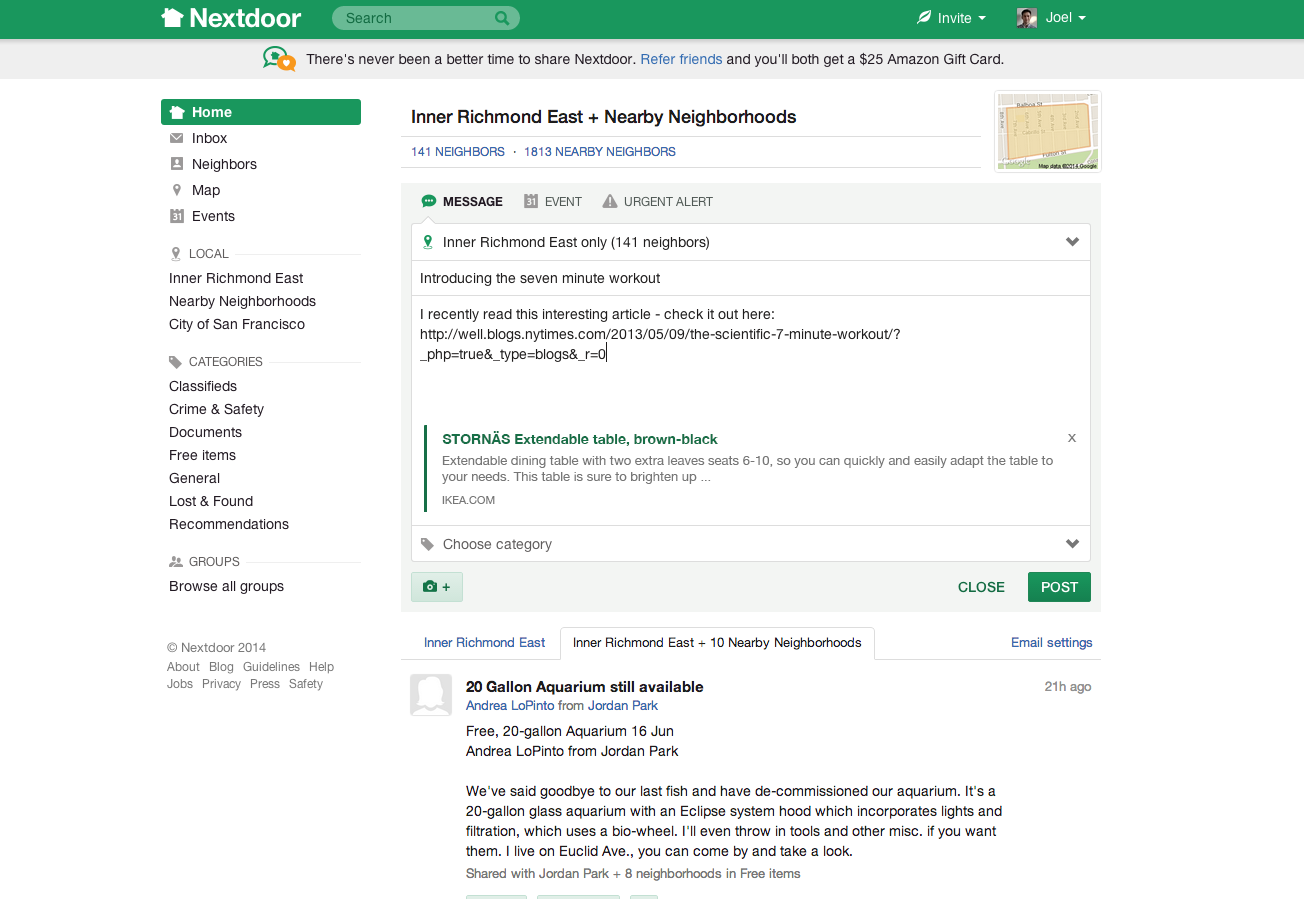 Nextdoor
Search
Invite
Joel
There's never been a better time to share Nextdoor. Refer friends and you'll both get a $25 Amazon Gift Card.
Home
Inbox
Neighbors
Map
31 Events
LOCAL
Inner Richmond East
Nearby Neighborhoods
City of San Francisco
CATEGORIES
Classifieds
Crime & Safety
Documents
Free items
General
Lost & Found
Recommendations
GROUPS
Browse all groups
© Nextdoor 2014
About Blog Guidelines Help
Jobs Privacy Press Safety
Inner Richmond East + Nearby Neighborhoods
141 NEIGHBORS · 1813 NEARBY NEIGHBORS
Balboa St
Fulton St
Google
Map data ©2014 Google
MESSAGE
31 EVENT
URGENT ALERT
Inner Richmond East only (141 neighbors)
Introducing the seven minute workout
I recently read this interesting article - check it out here:
http://well.blogs.nytimes.com/2013/05/09/the-scientific-7-minute-workout/?
_php=true&_type=blogs&_r=0
STORNÄS Extendable table, brown-black
x
Extendable dining table with two extra leaves seats 6-10, so you can quickly and easily adapt the table to
your needs. This table is sure to brighten up ...
IKEA.COM
Choose category
+
CLOSE
POST
Inner Richmond East
Inner Richmond East + 10 Nearby Neighborhoods
Email settings
20 Gallon Aquarium still available
21h ago
Andrea LoPinto from Jordan Park
Free, 20-gallon Aquarium 16 Jun
Andrea LoPinto from Jordan Park
We've said goodbye to our last fish and have de-commissioned our aquarium. It's a
20-gallon glass aquarium with an Eclipse system hood which incorporates lights and
filtration, which uses a bio-wheel. I'll even throw in tools and other misc. if you want
them. I live on Euclid Ave., you can come by and take a look.
Shared with Jordan Park + 8 neighborhoods in Free items